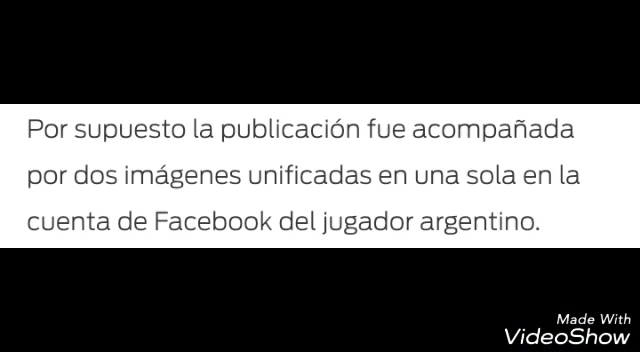 Por supuesto la publicación fue acompañada
por dos imágenes unificadas en una sola en la
cuenta de Facebook del jugador argentino.
Made With
VideoShow